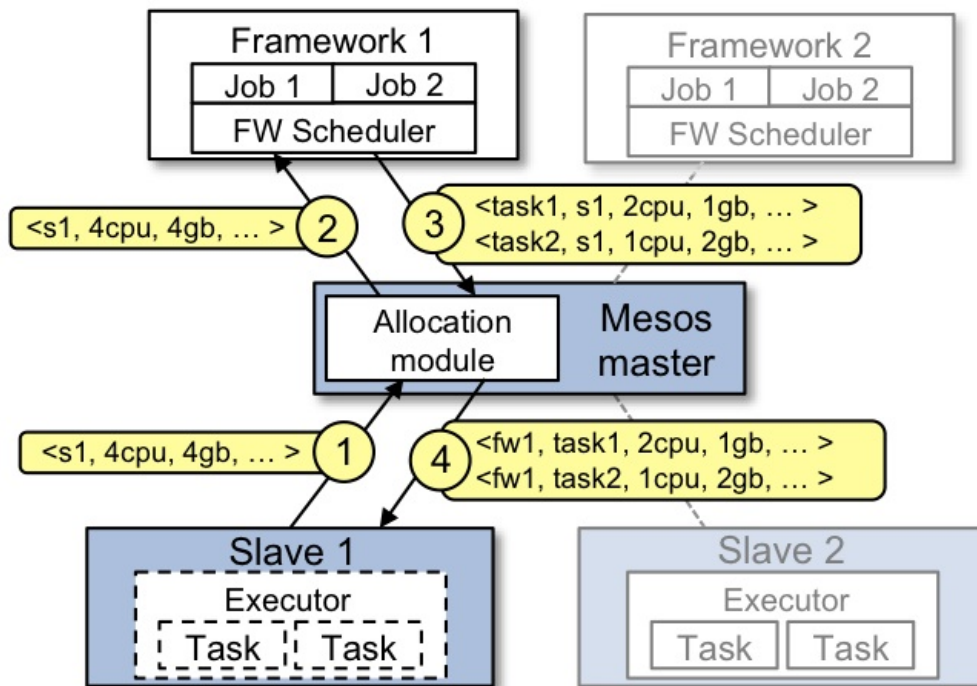 Framework 1
Job 1 Job 2
FW Scheduler
Framework 2
Job 1 Job 2
FW Scheduler
<s1, 4cpu, 4gb, … >
2
3
<task1, s1, 2cpu, 1gb, … >
<task2, s1, 1cpu, 2gb, … >
Allocation
module
Mesos
master
<s1, 4cpu, 4gb, … >
1
4
<fw1, task1, 2cpu, 1gb, … >
<fw1, task2, 1cpu, 2gb, … >
Slave 1
Executor
Task Task
Slave 2
Executor
Task Task